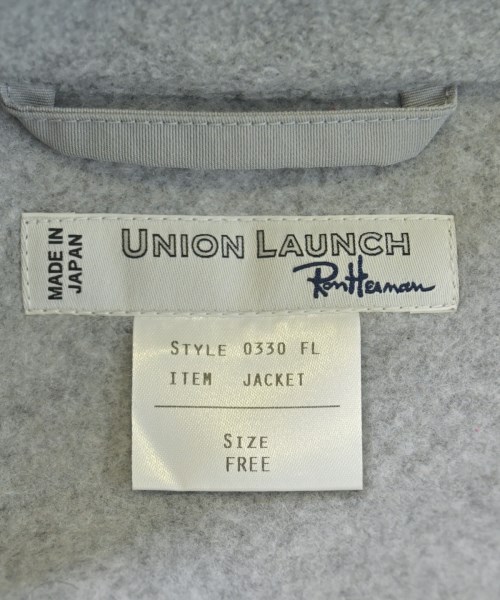 MADE IN
JAPAN
UNION LAUNCH
Ron Herman
STYLE 0330 FL
ITEM JACKET
SIZE
FREE